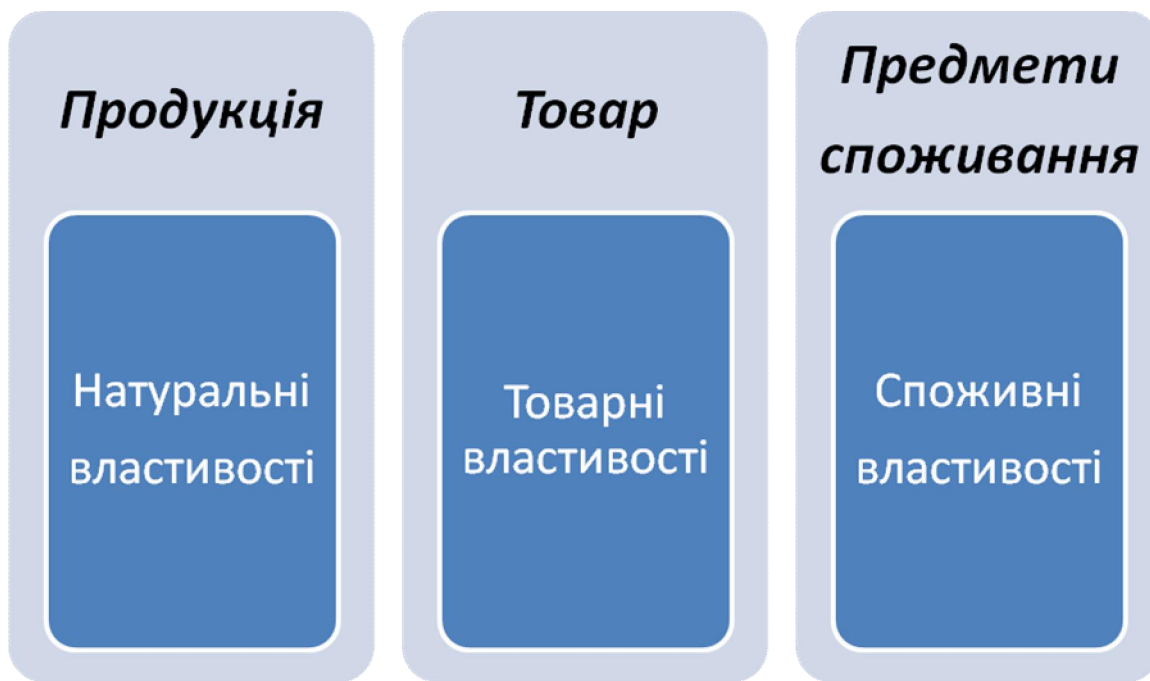 Продукція
Натуральні
властивості
Товар
Товарні
властивості
Предмети
споживання
Споживні
властивості